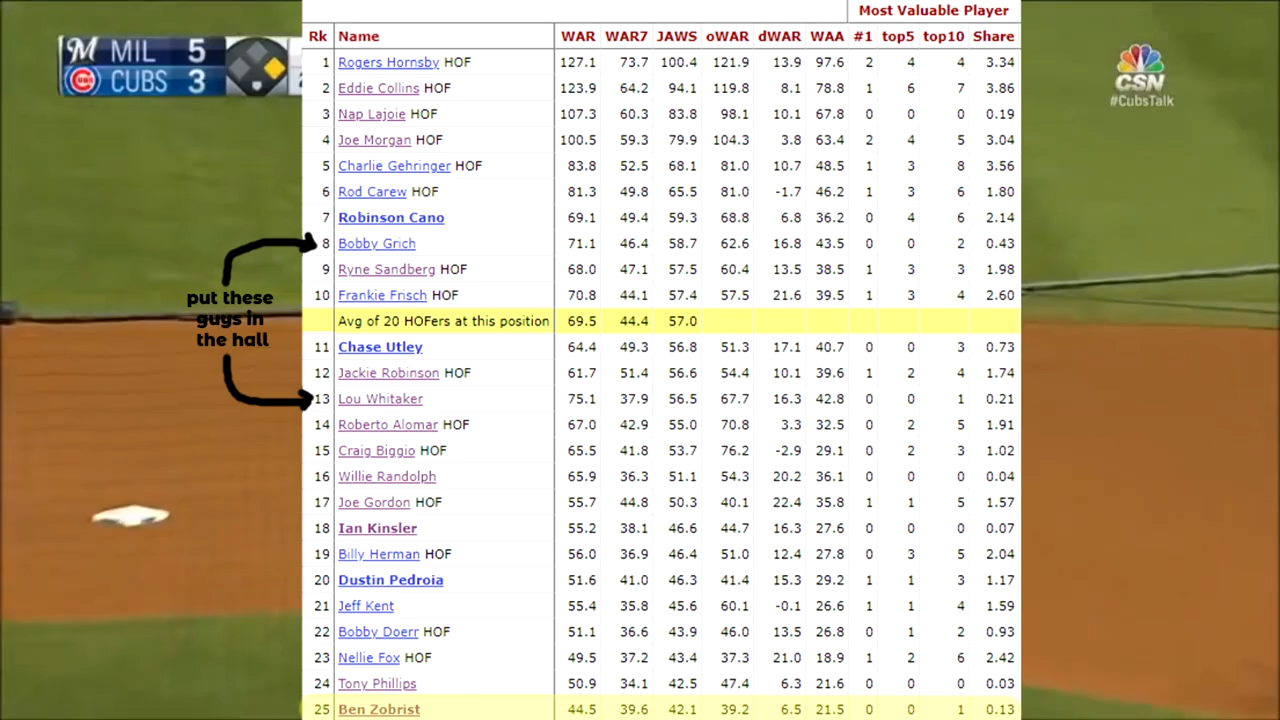 MIL 5
CUBS 3
CSN
#CubsTalk
put these
guys in
the hall
Most Valuable Player
Rk Name WAR WAR7 JAWS oWAR dWAR WAA #1 top5 top10 Share
1 Rogers Hornsby HOF 127.1 73.7 100.4 121.9 13.9 97.6 2 4 4 3.34
2 Eddie Collins HOF 123.9 64.2 94.1 119.8 8.1 78.8 1 6 7 3.86
3 Nap Lajoie HOF 107.3 60.3 83.8 98.1 10.1 67.8 0 0 0 0.19
4 Joe Morgan HOF 100.5 59.3 79.9 104.3 3.8 63.4 2 4 5 3.04
5 Charlie Gehringer HOF 83.8 52.5 68.1 81.0 10.7 48.5 1 3 8 3.56
6 Rod Carew HOF 81.3 49.8 65.5 81.0 -1.7 46.2 1 3 6 1.80
7 Robinson Cano 69.1 49.4 59.3 68.8 6.8 36.2 0 4 6 2.14
8 Bobby Grich 71.1 46.4 58.7 62.6 16.8 43.5 0 0 2 0.43
9 Ryne Sandberg HOF 68.0 47.1 57.5 60.4 13.5 38.5 1 3 3 1.98
10 Frankie Frisch HOF 70.8 44.1 57.4 57.5 21.6 39.5 1 3 4 2.60
Avg of 20 HOFers at this position 69.5 44.4 57.0
11 Chase Utley 64.4 49.3 56.8 51.3 17.1 40.7 0 0 3 0.73
12 Jackie Robinson HOF 61.7 51.4 56.6 54.4 10.1 39.6 1 2 4 1.74
13 Lou Whitaker 75.1 37.9 56.5 67.7 16.3 42.8 0 0 1 0.21
14 Roberto Alomar HOF 67.0 42.9 55.0 70.8 3.3 32.5 0 2 5 1.91
15 Craig Biggio HOF 65.5 41.8 53.7 76.2 -2.9 29.1 0 2 3 1.02
16 Willie Randolph 65.9 36.3 51.1 54.3 20.2 36.1 0 0 0 0.04
17 Joe Gordon HOF 55.7 44.8 50.3 40.1 22.4 35.8 1 1 5 1.57
18 Ian Kinsler 55.2 38.1 46.6 44.7 16.3 27.6 0 0 0 0.07
19 Billy Herman HOF 56.0 36.9 46.4 51.0 12.4 27.8 0 3 5 2.04
20 Dustin Pedroia 51.6 41.0 46.3 41.4 15.3 29.2 1 1 3 1.17
21 Jeff Kent 55.4 35.8 45.6 60.1 -0.1 26.6 1 1 4 1.59
22 Bobby Doerr HOF 51.1 36.6 43.9 46.0 13.5 26.8 0 1 2 0.93
23 Nellie Fox HOF 49.5 37.2 43.4 37.3 21.0 18.9 1 2 6 2.42
24 Tony Phillips 50.9 34.1 42.5 47.4 6.3 21.6 0 0 0 0.03
25 Ben Zobrist 44.5 39.6 42.1 39.2 6.5 21.5 0 0 1 0.13